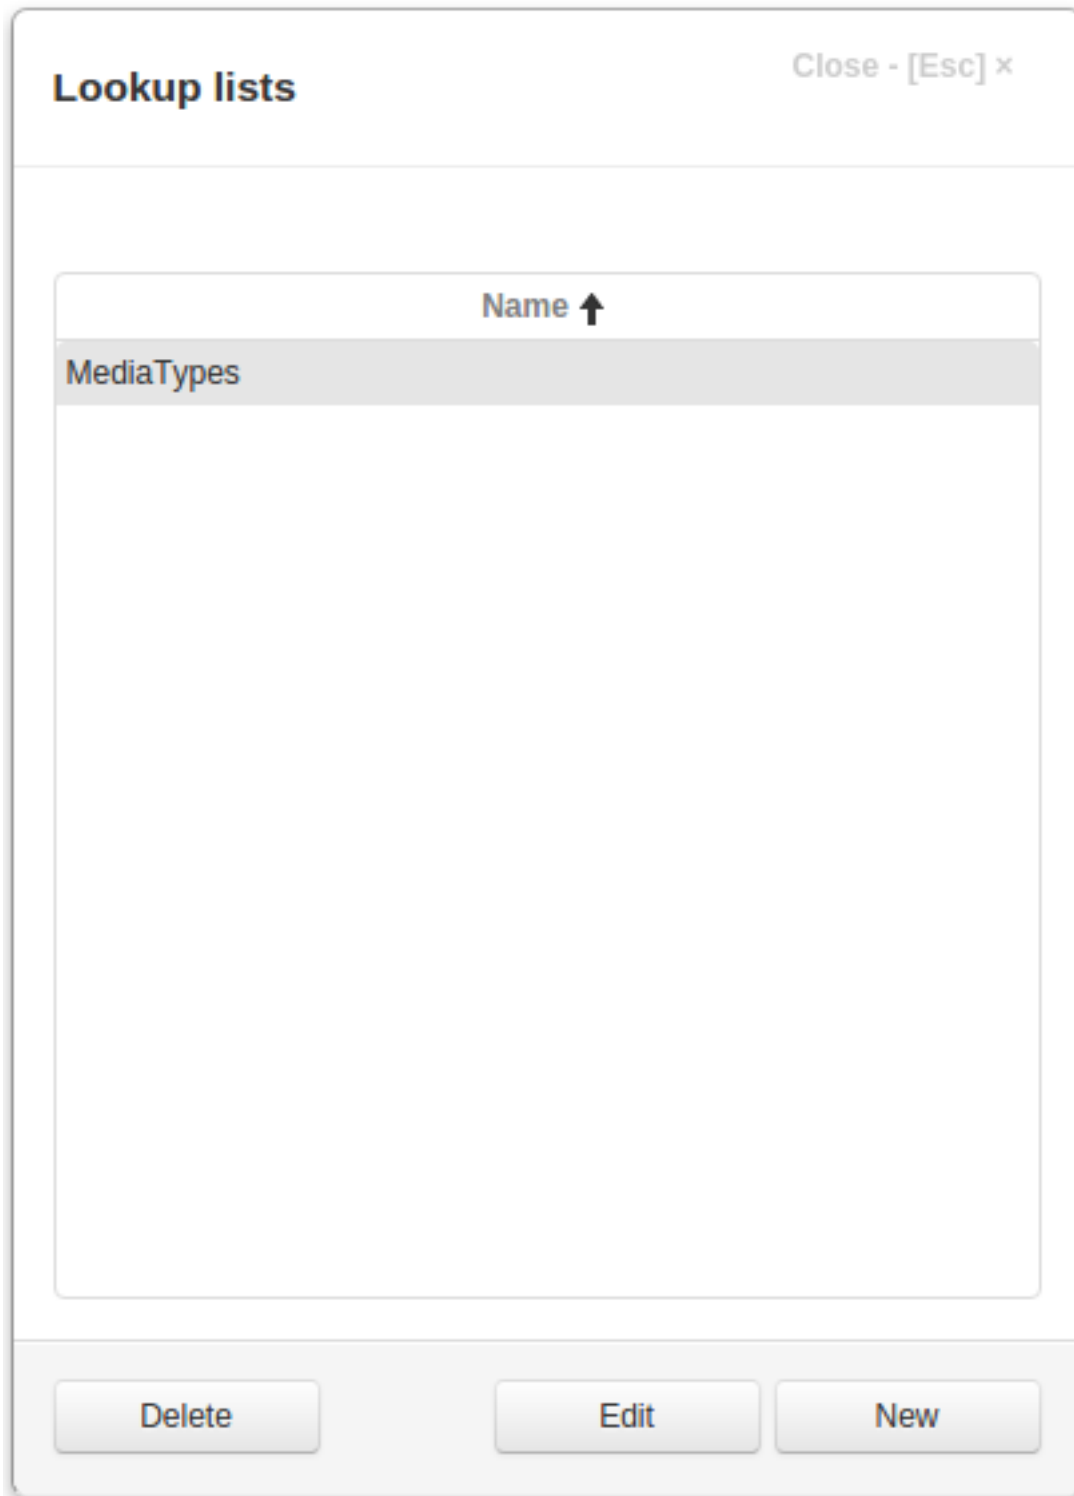 Lookup lists
Close - [Esc] ×
Name
MediaTypes
Delete
Edit
New